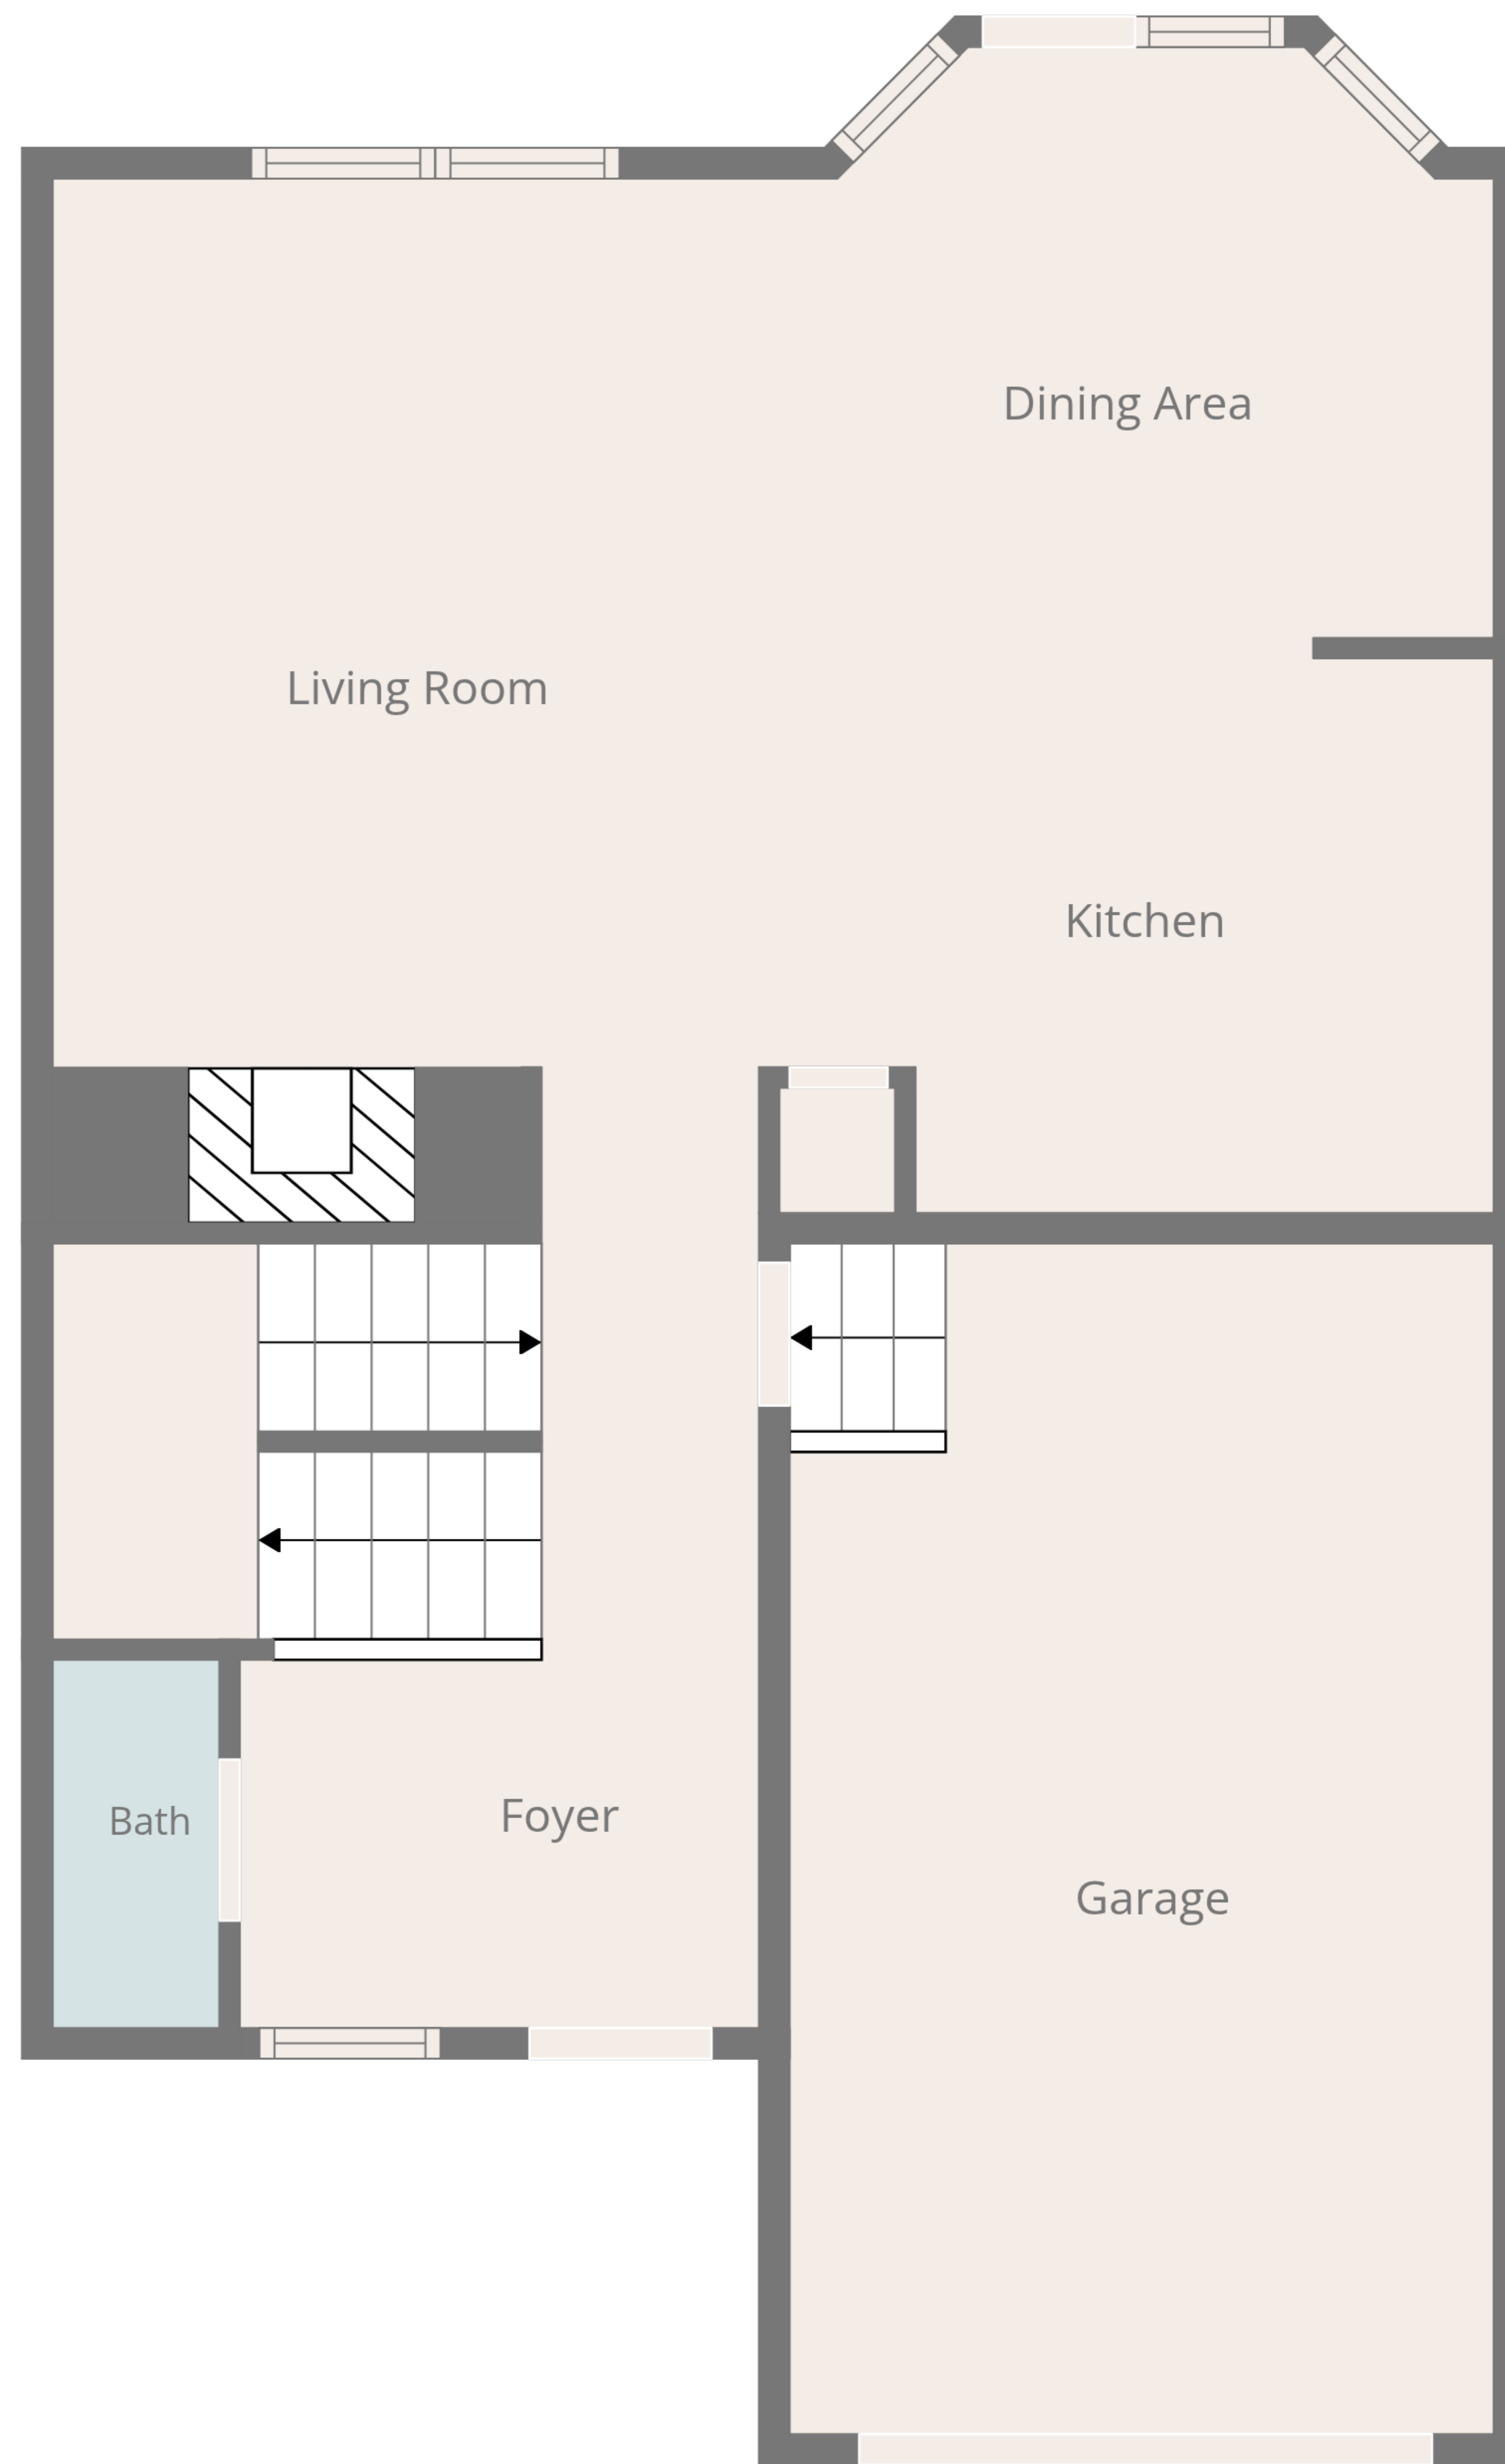 Dining Area
Living Room
Kitchen
Bath
Foyer
Garage